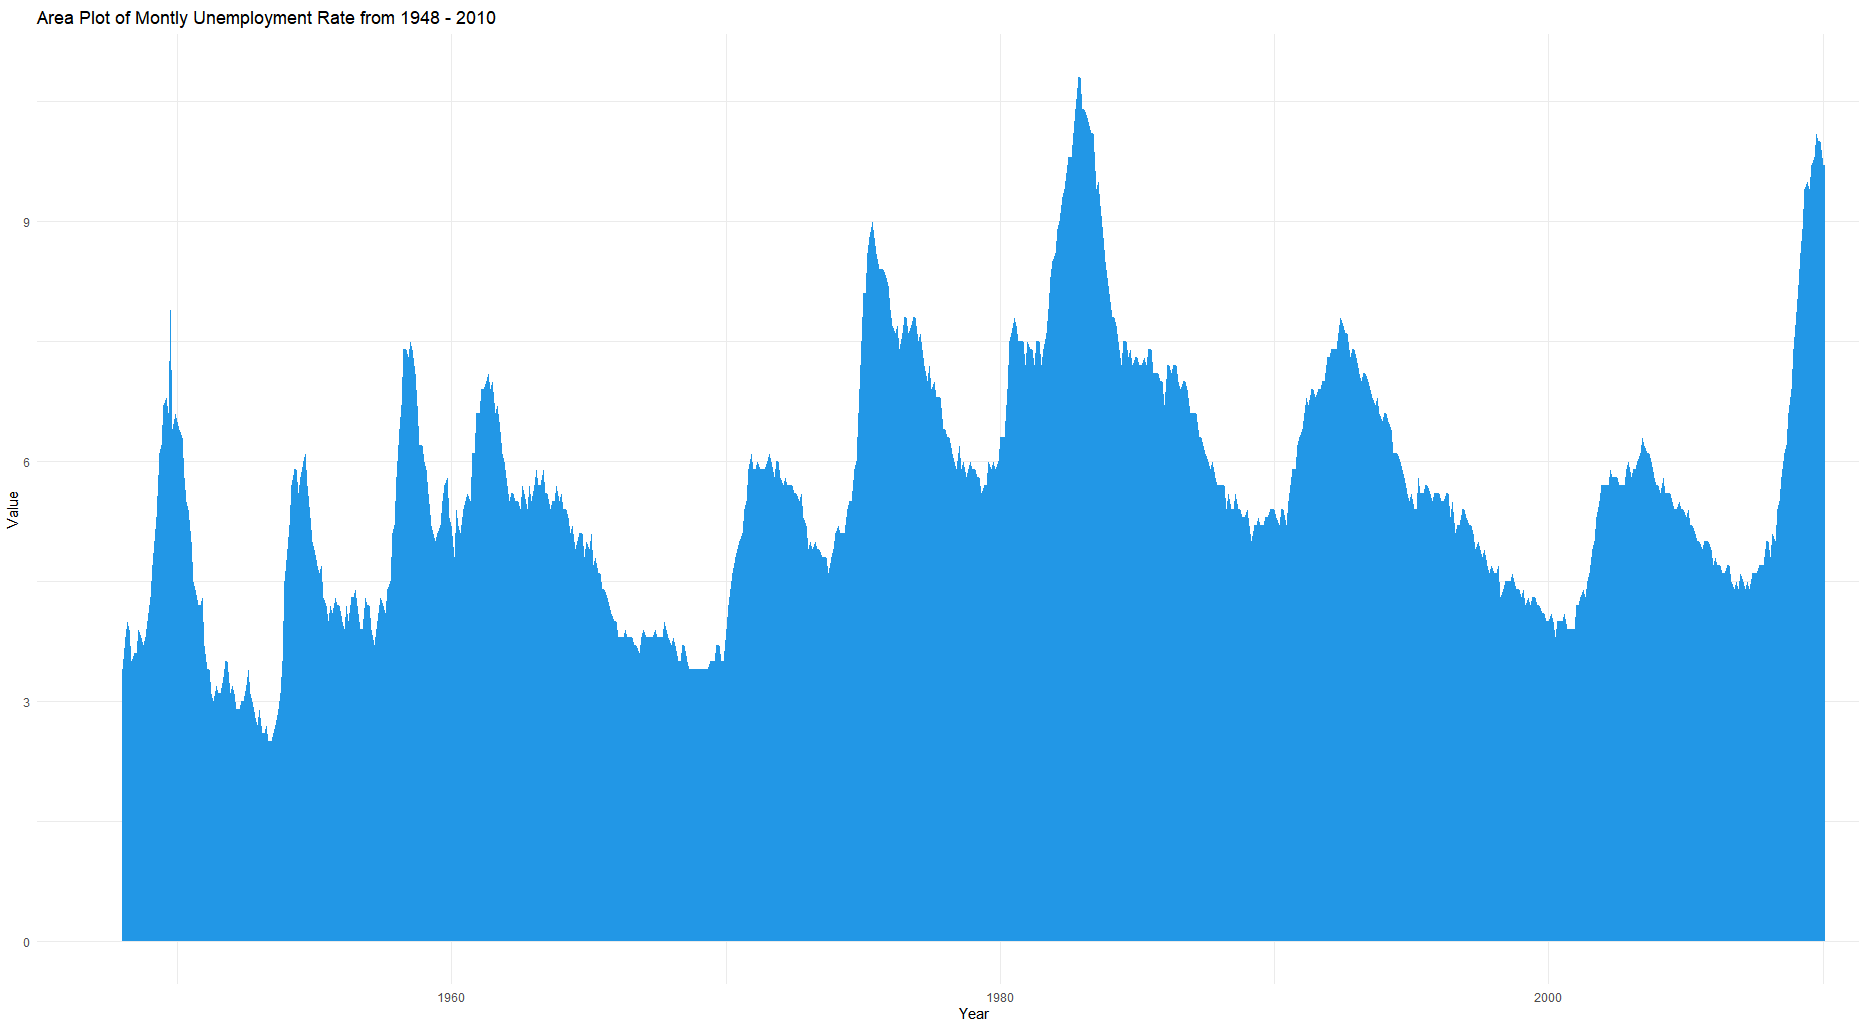 Area Plot of Montly Unemployment Rate from 1948 - 2010
9
6
Value
3
0
1960
1980
2000
Year